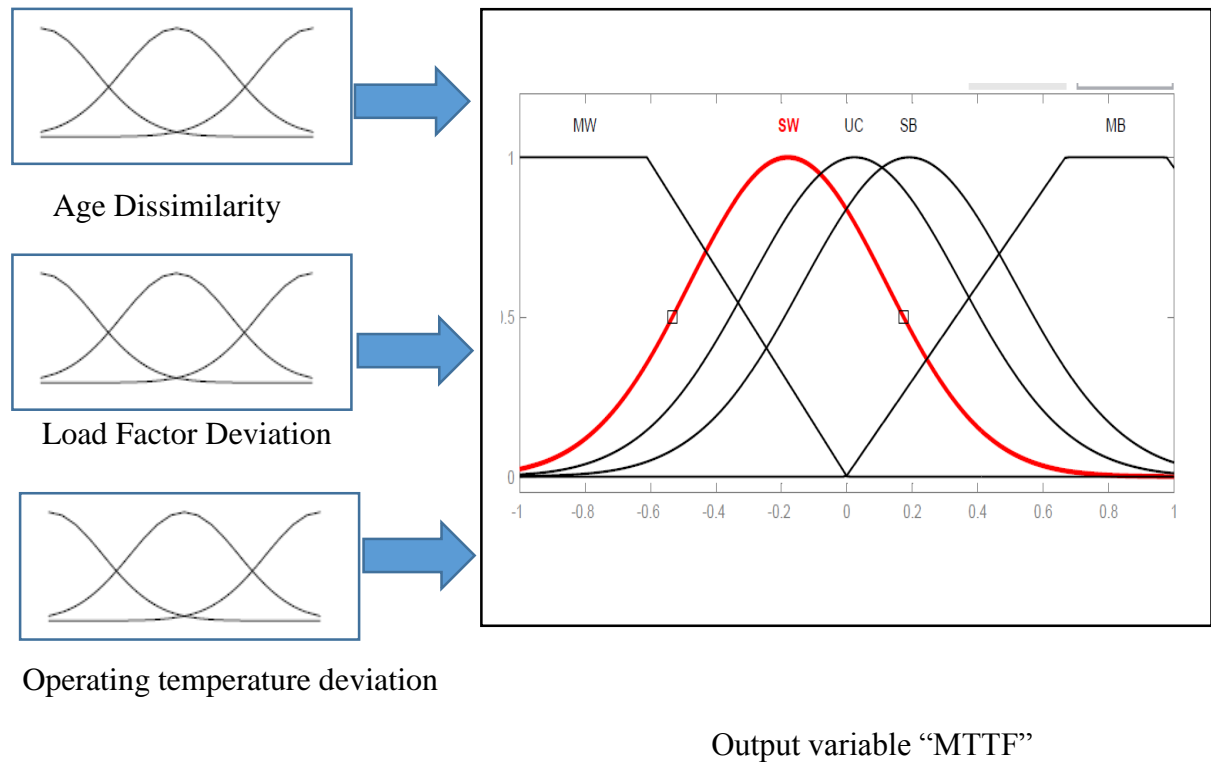 Age Dissimilarity
Load Factor Deviation
Operating temperature deviation
MW SW UC SB MB
1
0.5
0
-1 -0.8 -0.6 -0.4 -0.2 0 0.2 0.4 0.6 0.8 1
Output variable “MTTF”